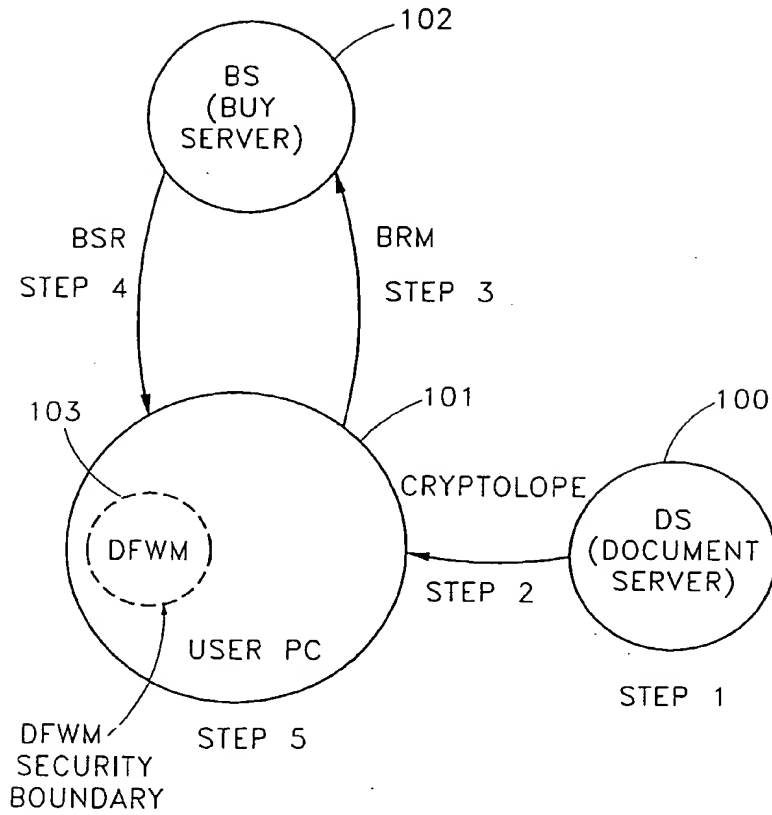 102
BS
(BUY
SERVER)
BSR
BRM
STEP 4
STEP 3
103
101
100
CRYPTOLOPE
DS
(DOCUMENT
SERVER)
DFWM
STEP 2
USER PC
STEP 1
DFWM
SECURITY
BOUNDARY
STEP 5